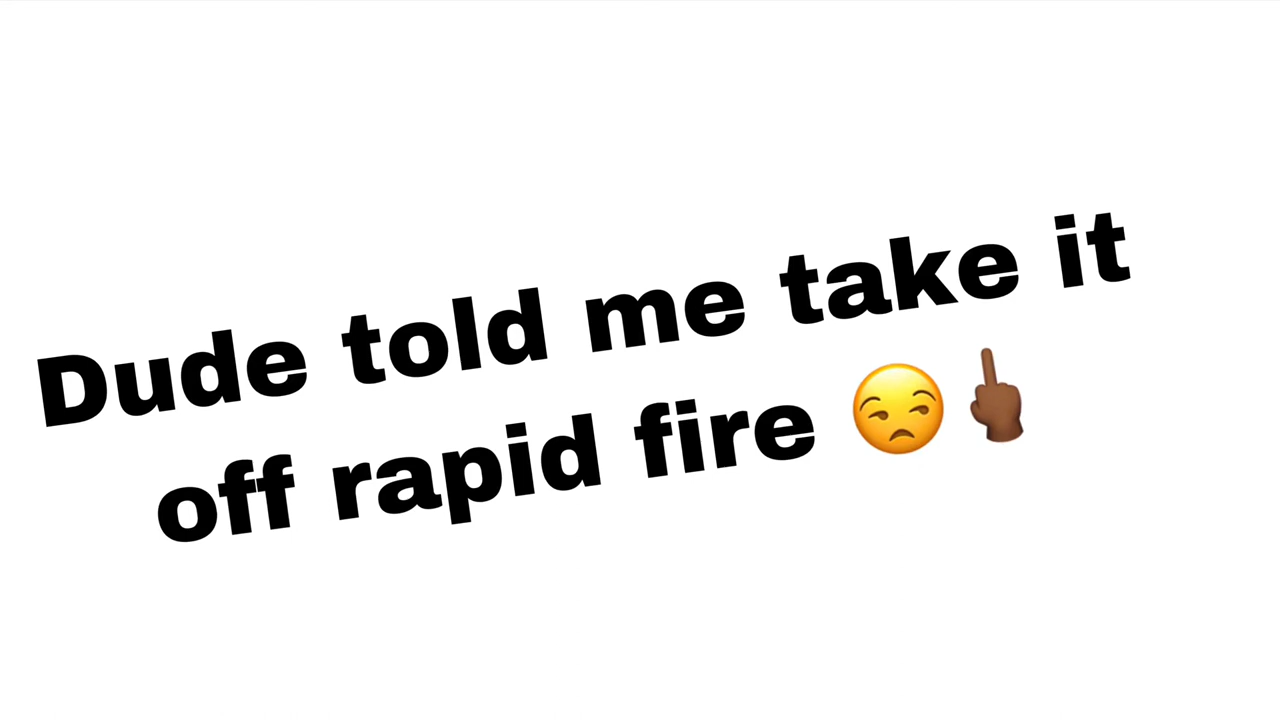 Dude told me take it
off rapid fire 😒🖕🏾